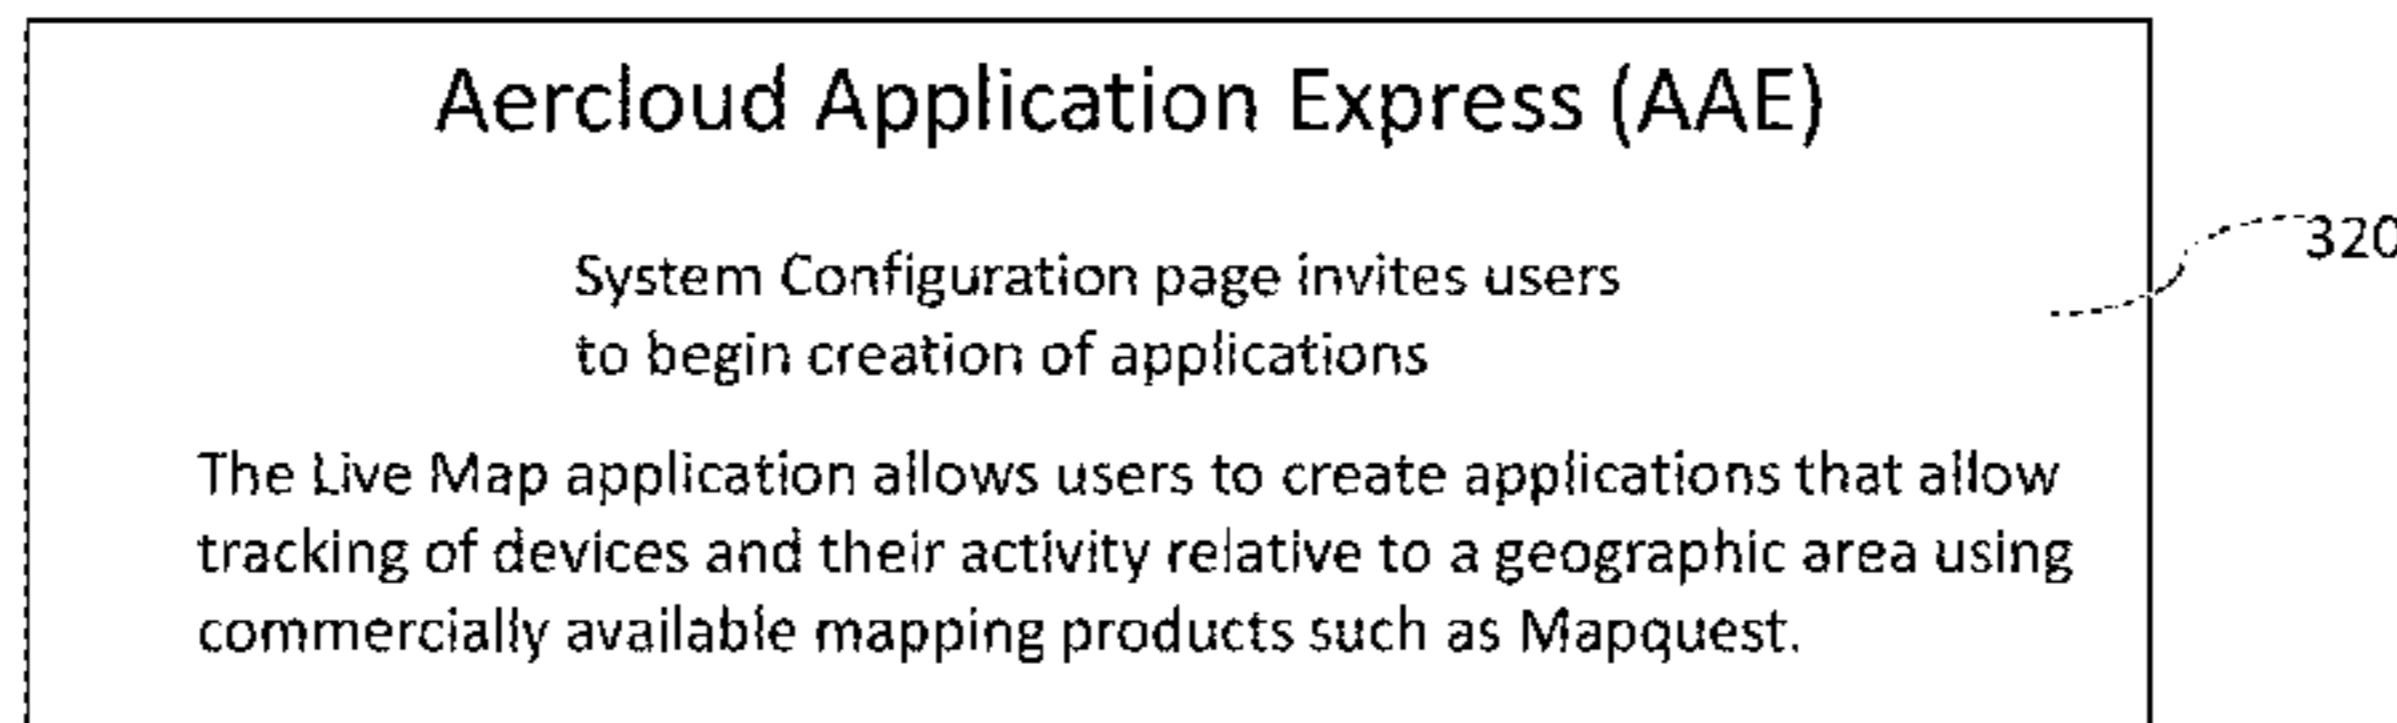 Aercloud Application Express (AAE)
320
System Configuration page invites users
to begin creation of applications
The Live Map application allows users to create applications that allow
tracking of devices and their activity relative to a geographic area using
commercially available mapping products such as Mapquest.